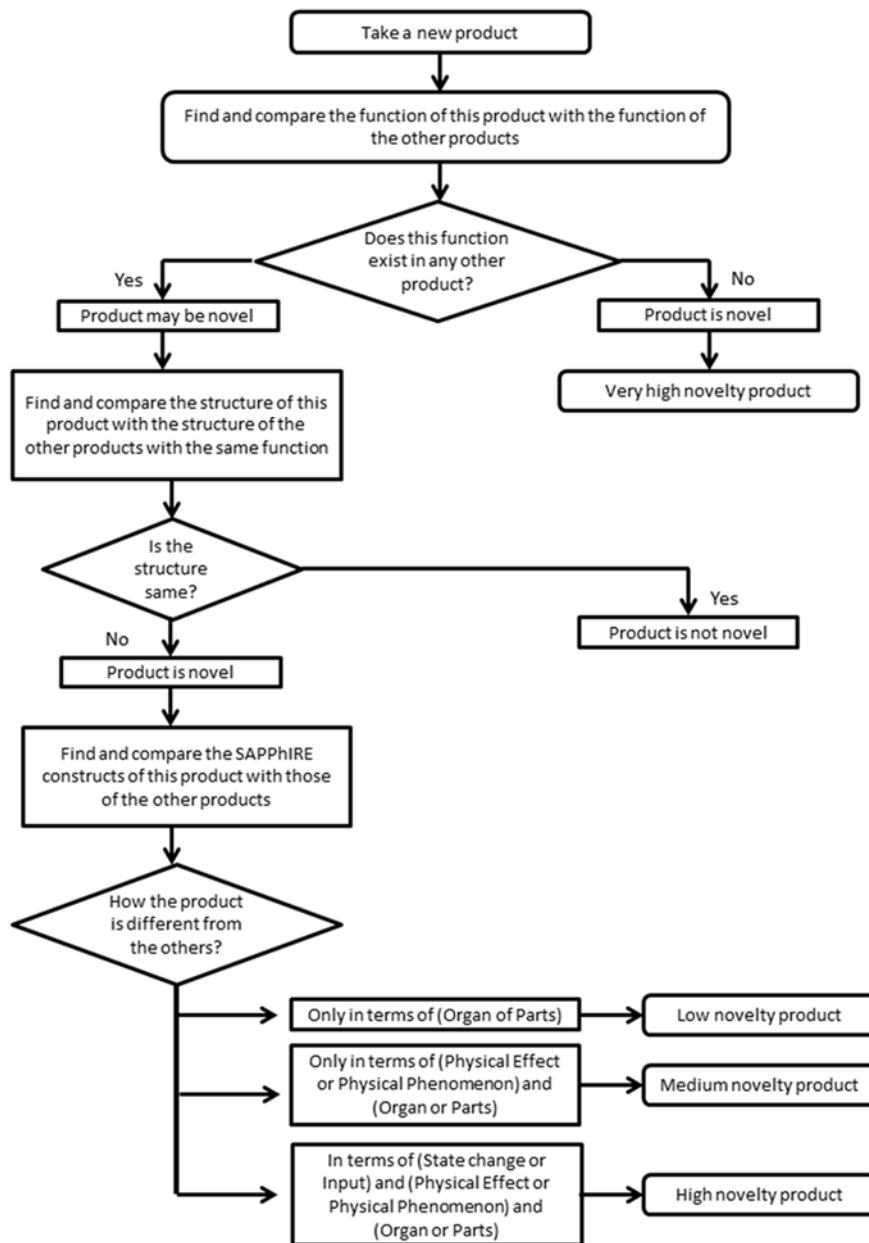 Take a new product
Find and compare the function of this product with the function of
the other products
Does this function
exist in any other
product?
Yes
No
Product may be novel
Product is novel
Find and compare the structure of this
product with the structure of the
other products with the same function
Very high novelty product
Is the
structure
same?
Yes
No
Product is not novel
Product is novel
Find and compare the SAPPhIRE
constructs of this product with those
of the other products
How the product
is different from
the others?
Only in terms of (Organ of Parts)
Low novelty product
Only in terms of (Physical Effect
or Physical Phenomenon) and
(Organ or Parts)
Medium novelty product
In terms of (State change or
Input) and (Physical Effect or
Physical Phenomenon) and
(Organ or Parts)
High novelty product